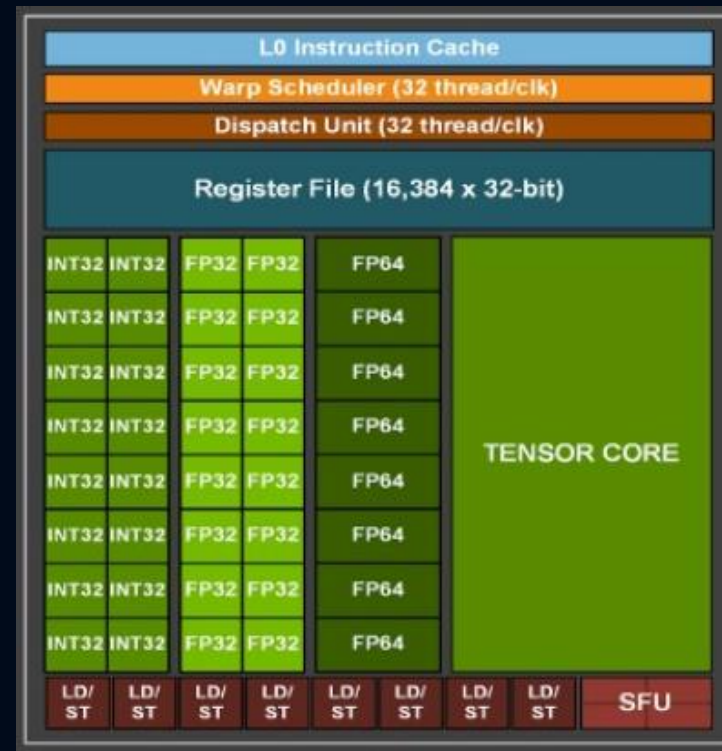 L0 Instruction Cache
Warp Scheduler (32 thread/clk)
Dispatch Unit (32 thread/clk)
Register File (16,384 x 32-bit)
INT32 INT32 FP32 FP32 FP64
INT32 INT32 FP32 FP32 FP64
INT32 INT32 FP32 FP32 FP64
INT32 INT32 FP32 FP32 FP64
TENSOR CORE
INT32 INT32 FP32 FP32 FP64
INT32 INT32 FP32 FP32 FP64
INT32 INT32 FP32 FP32 FP64
INT32 INT32 FP32 FP32 FP64
LD/ LD/ LD/ LD/ LD/ LD/ LD/ LD/
ST ST ST ST ST ST ST ST
SFU